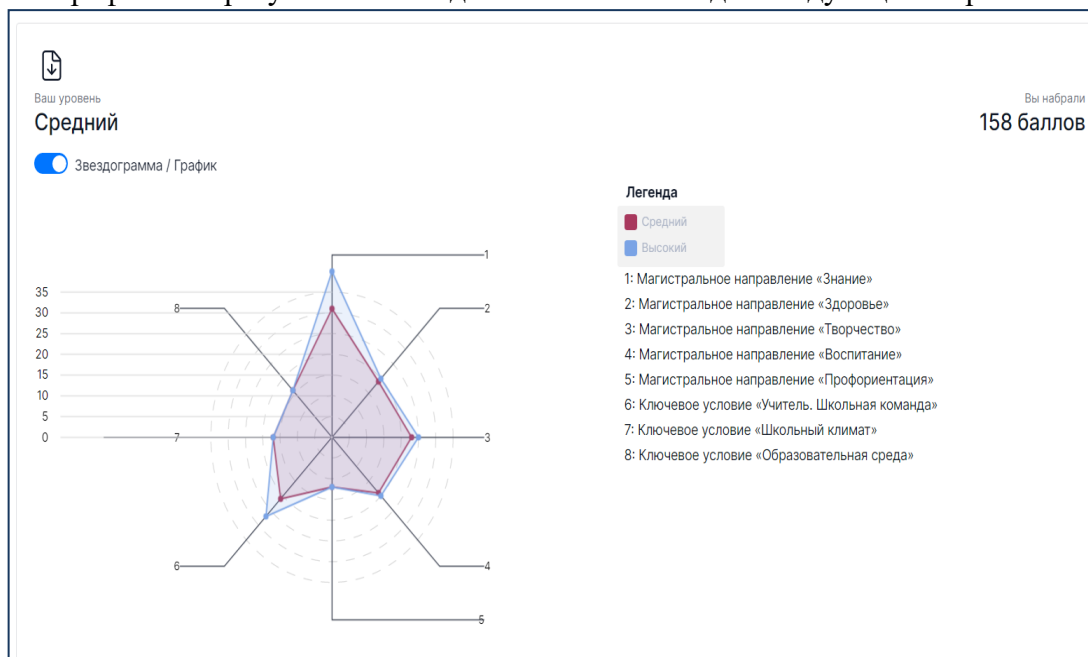 Ваш уровень
Средний
Вы набрали
158 баллов
Звездограмма / График
Легенда
Средний
Высокий
1: Магистральное направление «Знание»
2: Магистральное направление «Здоровье»
3: Магистральное направление «Творчество»
4: Магистральное направление «Воспитание»
5: Магистральное направление «Профориентация»
6: Ключевое условие «Учитель. Школьная команда»
7: Ключевое условие «Школьный климат»
8: Ключевое условие «Образовательная среда»
35
30
25
20
15
10
5
0
1
2
3
4
5
6
7
8